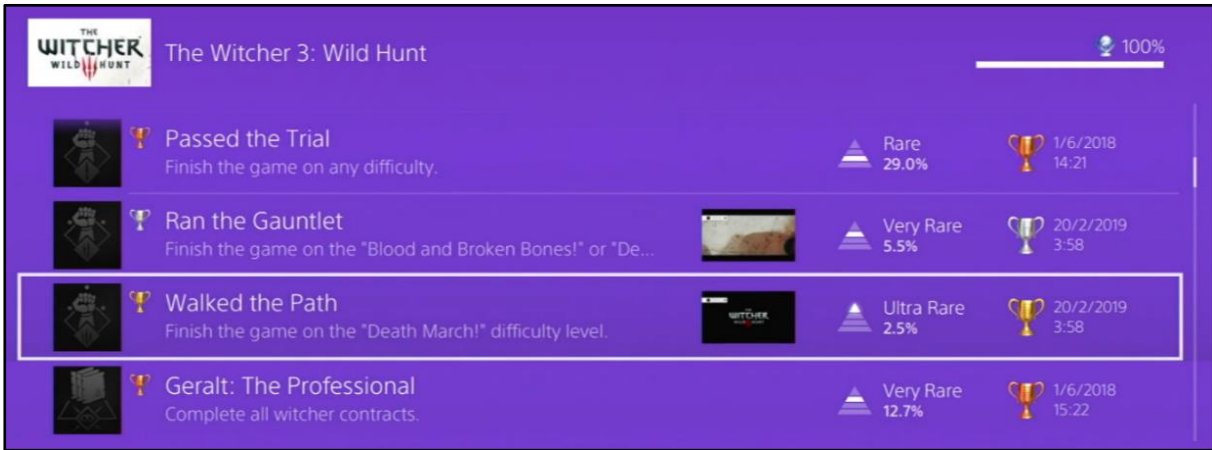 THE
WITCHER
WILD HUNT
The Witcher 3: Wild Hunt
100%
Passed the Trial
Finish the game on any difficulty.
Rare
29.0%
1/6/2018
14:21
Ran the Gauntlet
Finish the game on the "Blood and Broken Bones!" or "De...
Very Rare
5.5%
20/2/2019
3:58
Walked the Path
Finish the game on the "Death March!" difficulty level.
THE
WITCHER
WILD HUNT
Ultra Rare
2.5%
20/2/2019
3:58
Geralt: The Professional
Complete all witcher contracts.
Very Rare
12.7%
1/6/2018
15:22